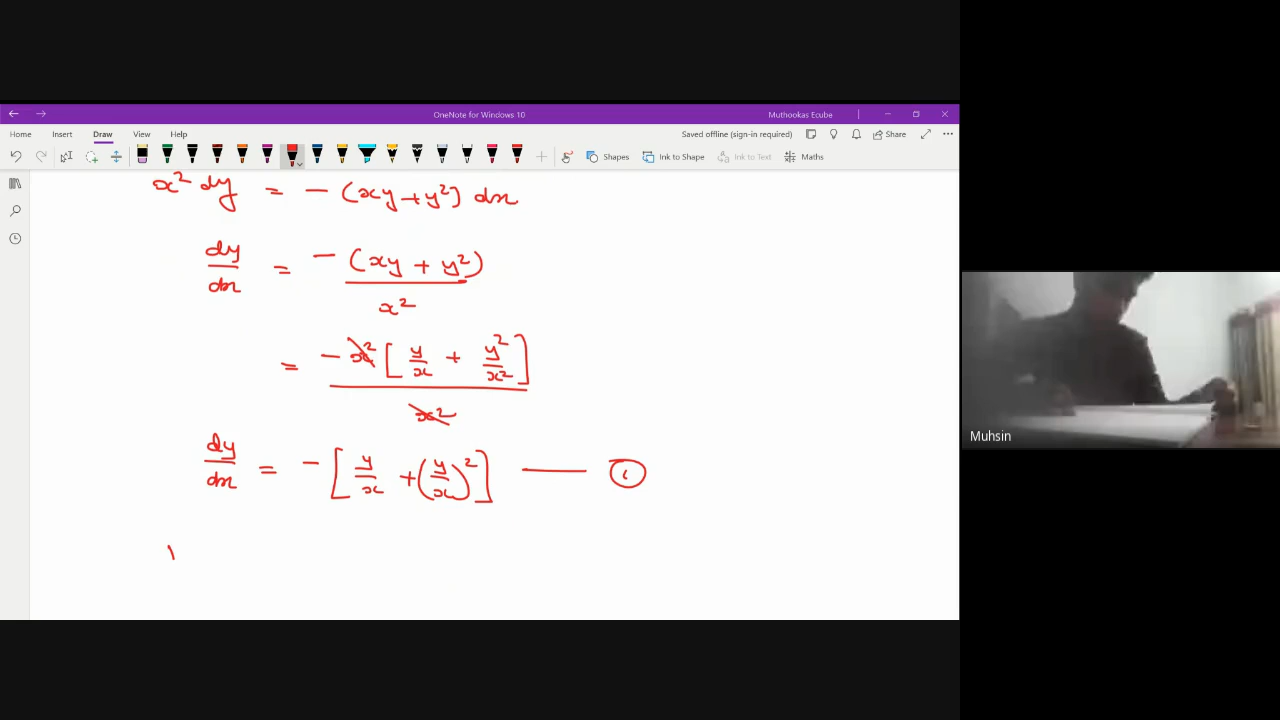 OneNote for Windows 10
Muthookas Ecube
Home Insert Draw View Help
Saved offline (sign-in required)
Share
Shapes
Ink to Shape
Ink to Text
Maths
x² dy = - (xy + y²) dx
dy/dx = - (xy + y²) / x²
= - x² [ y/x + y²/x² ] / x²
dy/dx = - [ y/x + (y/x)² ] —— ①
Muhsin